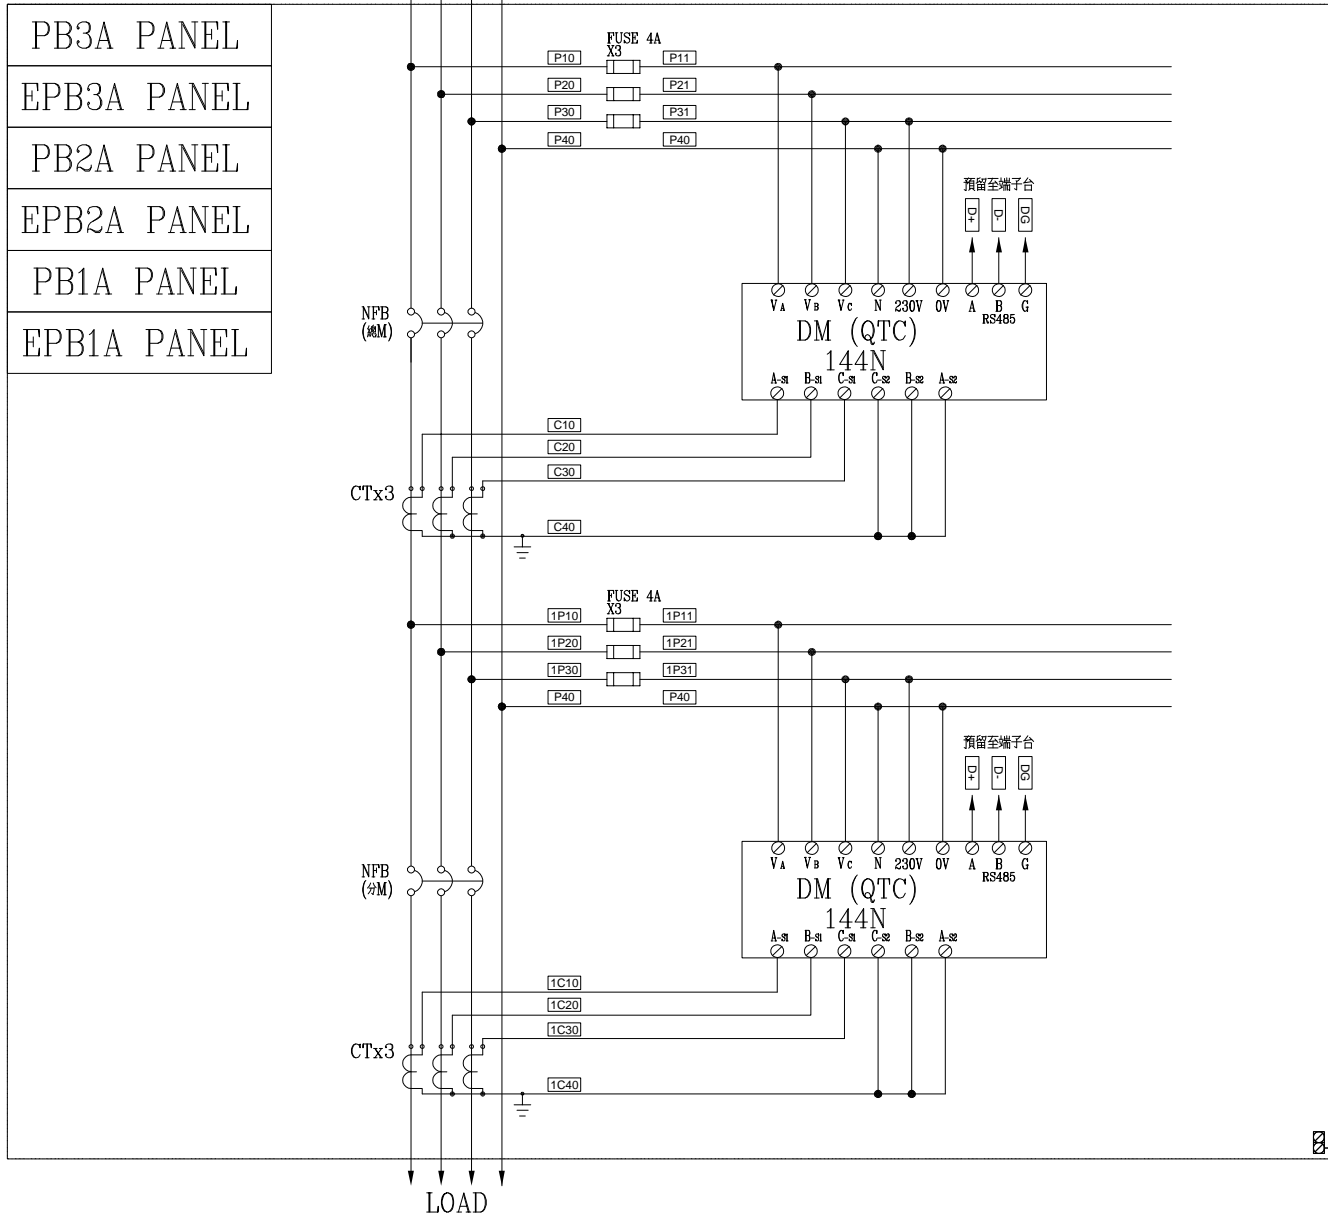 PB3A PANEL
EPB3A PANEL
PB2A PANEL
EPB2A PANEL
PB1A PANEL
EPB1A PANEL
FUSE 4A
X3
P10 P11
P20 P21
P30 P31
P40 P40
預留至端子台
D+ D- DG
NFB
(總M)
VA VB VC N 230V 0V A B G
RS485
DM (QTC)
144N
A-S1 B-S1 C-S1 C-S2 B-S2 A-S2
C10
C20
C30
CTx3
C40
FUSE 4A
X3
1P10 1P11
1P20 1P21
1P30 1P31
P40 P40
預留至端子台
D+ D- DG
NFB
(分M)
VA VB VC N 230V 0V A B G
RS485
DM (QTC)
144N
A-S1 B-S1 C-S1 C-S2 B-S2 A-S2
1C10
1C20
1C30
CTx3
1C40
LOAD